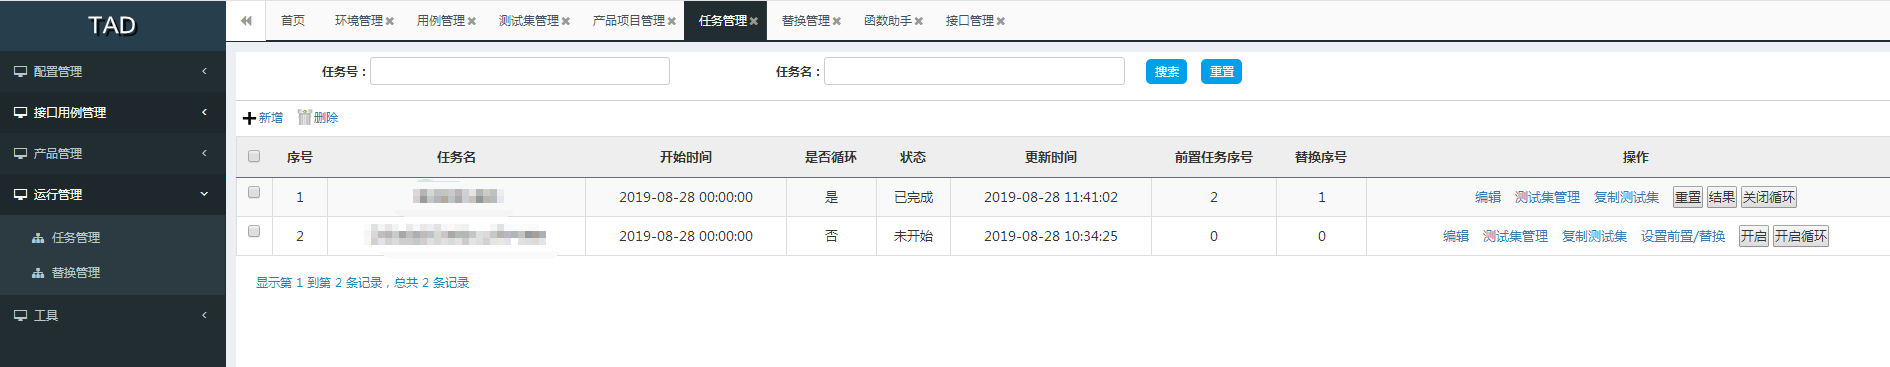 TAD
首页 环境管理 用例管理 测试集管理 产品项目管理 任务管理 替换管理 函数助手 接口管理
配置管理
接口用例管理
产品管理
运行管理
任务管理
替换管理
工具
任务号： 任务名： 搜索 重置
新增 删除
序号 任务名 开始时间 是否循环 状态 更新时间 前置任务序号 替换序号 操作
1 2019-08-28 00:00:00 是 已完成 2019-08-28 11:41:02 2 1 编辑 测试集管理 复制测试集 重置 结果 关闭循环
2 2019-08-28 00:00:00 否 未开始 2019-08-28 10:34:25 0 0 编辑 测试集管理 复制测试集 设置前置/替换 开启 开启循环
显示第 1 到第 2 条记录，总共 2 条记录